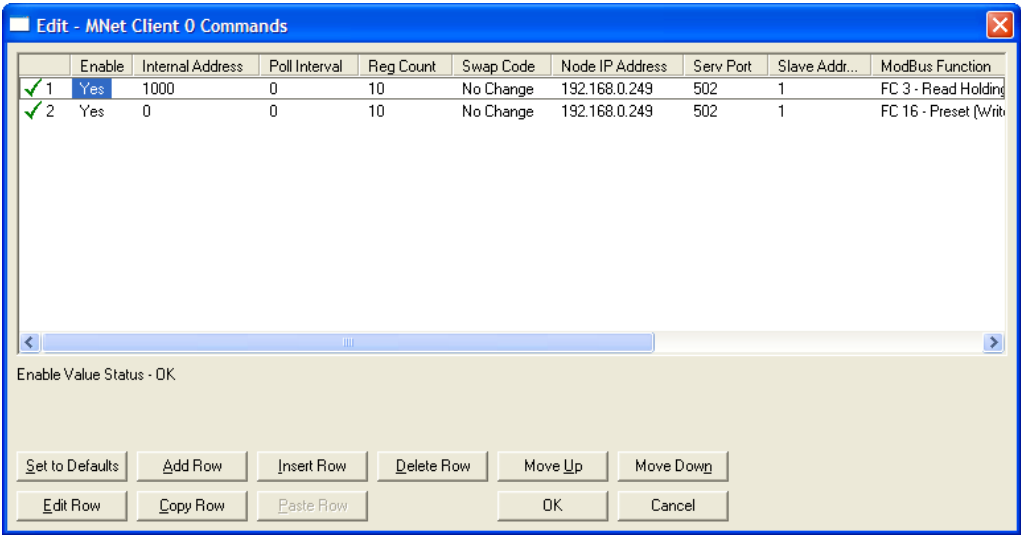 Edit - MNet Client 0 Commands
Enable Internal Address Poll Interval Reg Count Swap Code Node IP Address Serv Port Slave Addr... ModBus Function
1 Yes 1000 0 10 No Change 192.168.0.249 502 1 FC 3 - Read Holding
2 Yes 0 0 10 No Change 192.168.0.249 502 1 FC 16 - Preset (Writ
Enable Value Status - OK
Set to Defaults Add Row Insert Row Delete Row Move Up Move Down
Edit Row Copy Row Paste Row OK Cancel